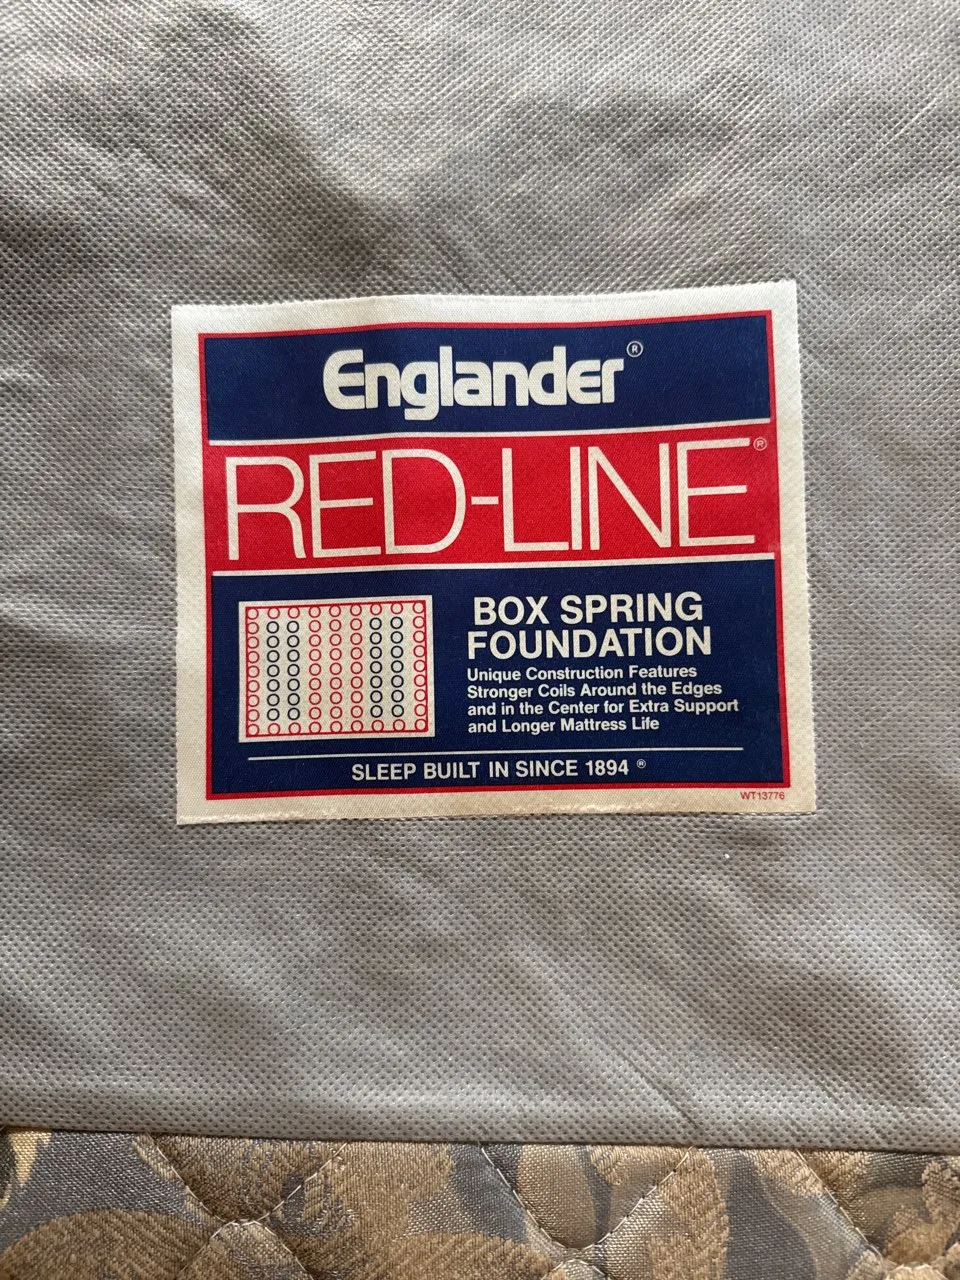 Englander®
RED-LINE®
BOX SPRING
FOUNDATION
Unique Construction Features
Stronger Coils Around the Edges
and in the Center for Extra Support
and Longer Mattress Life
SLEEP BUILT IN SINCE 1894 ®
WT13776